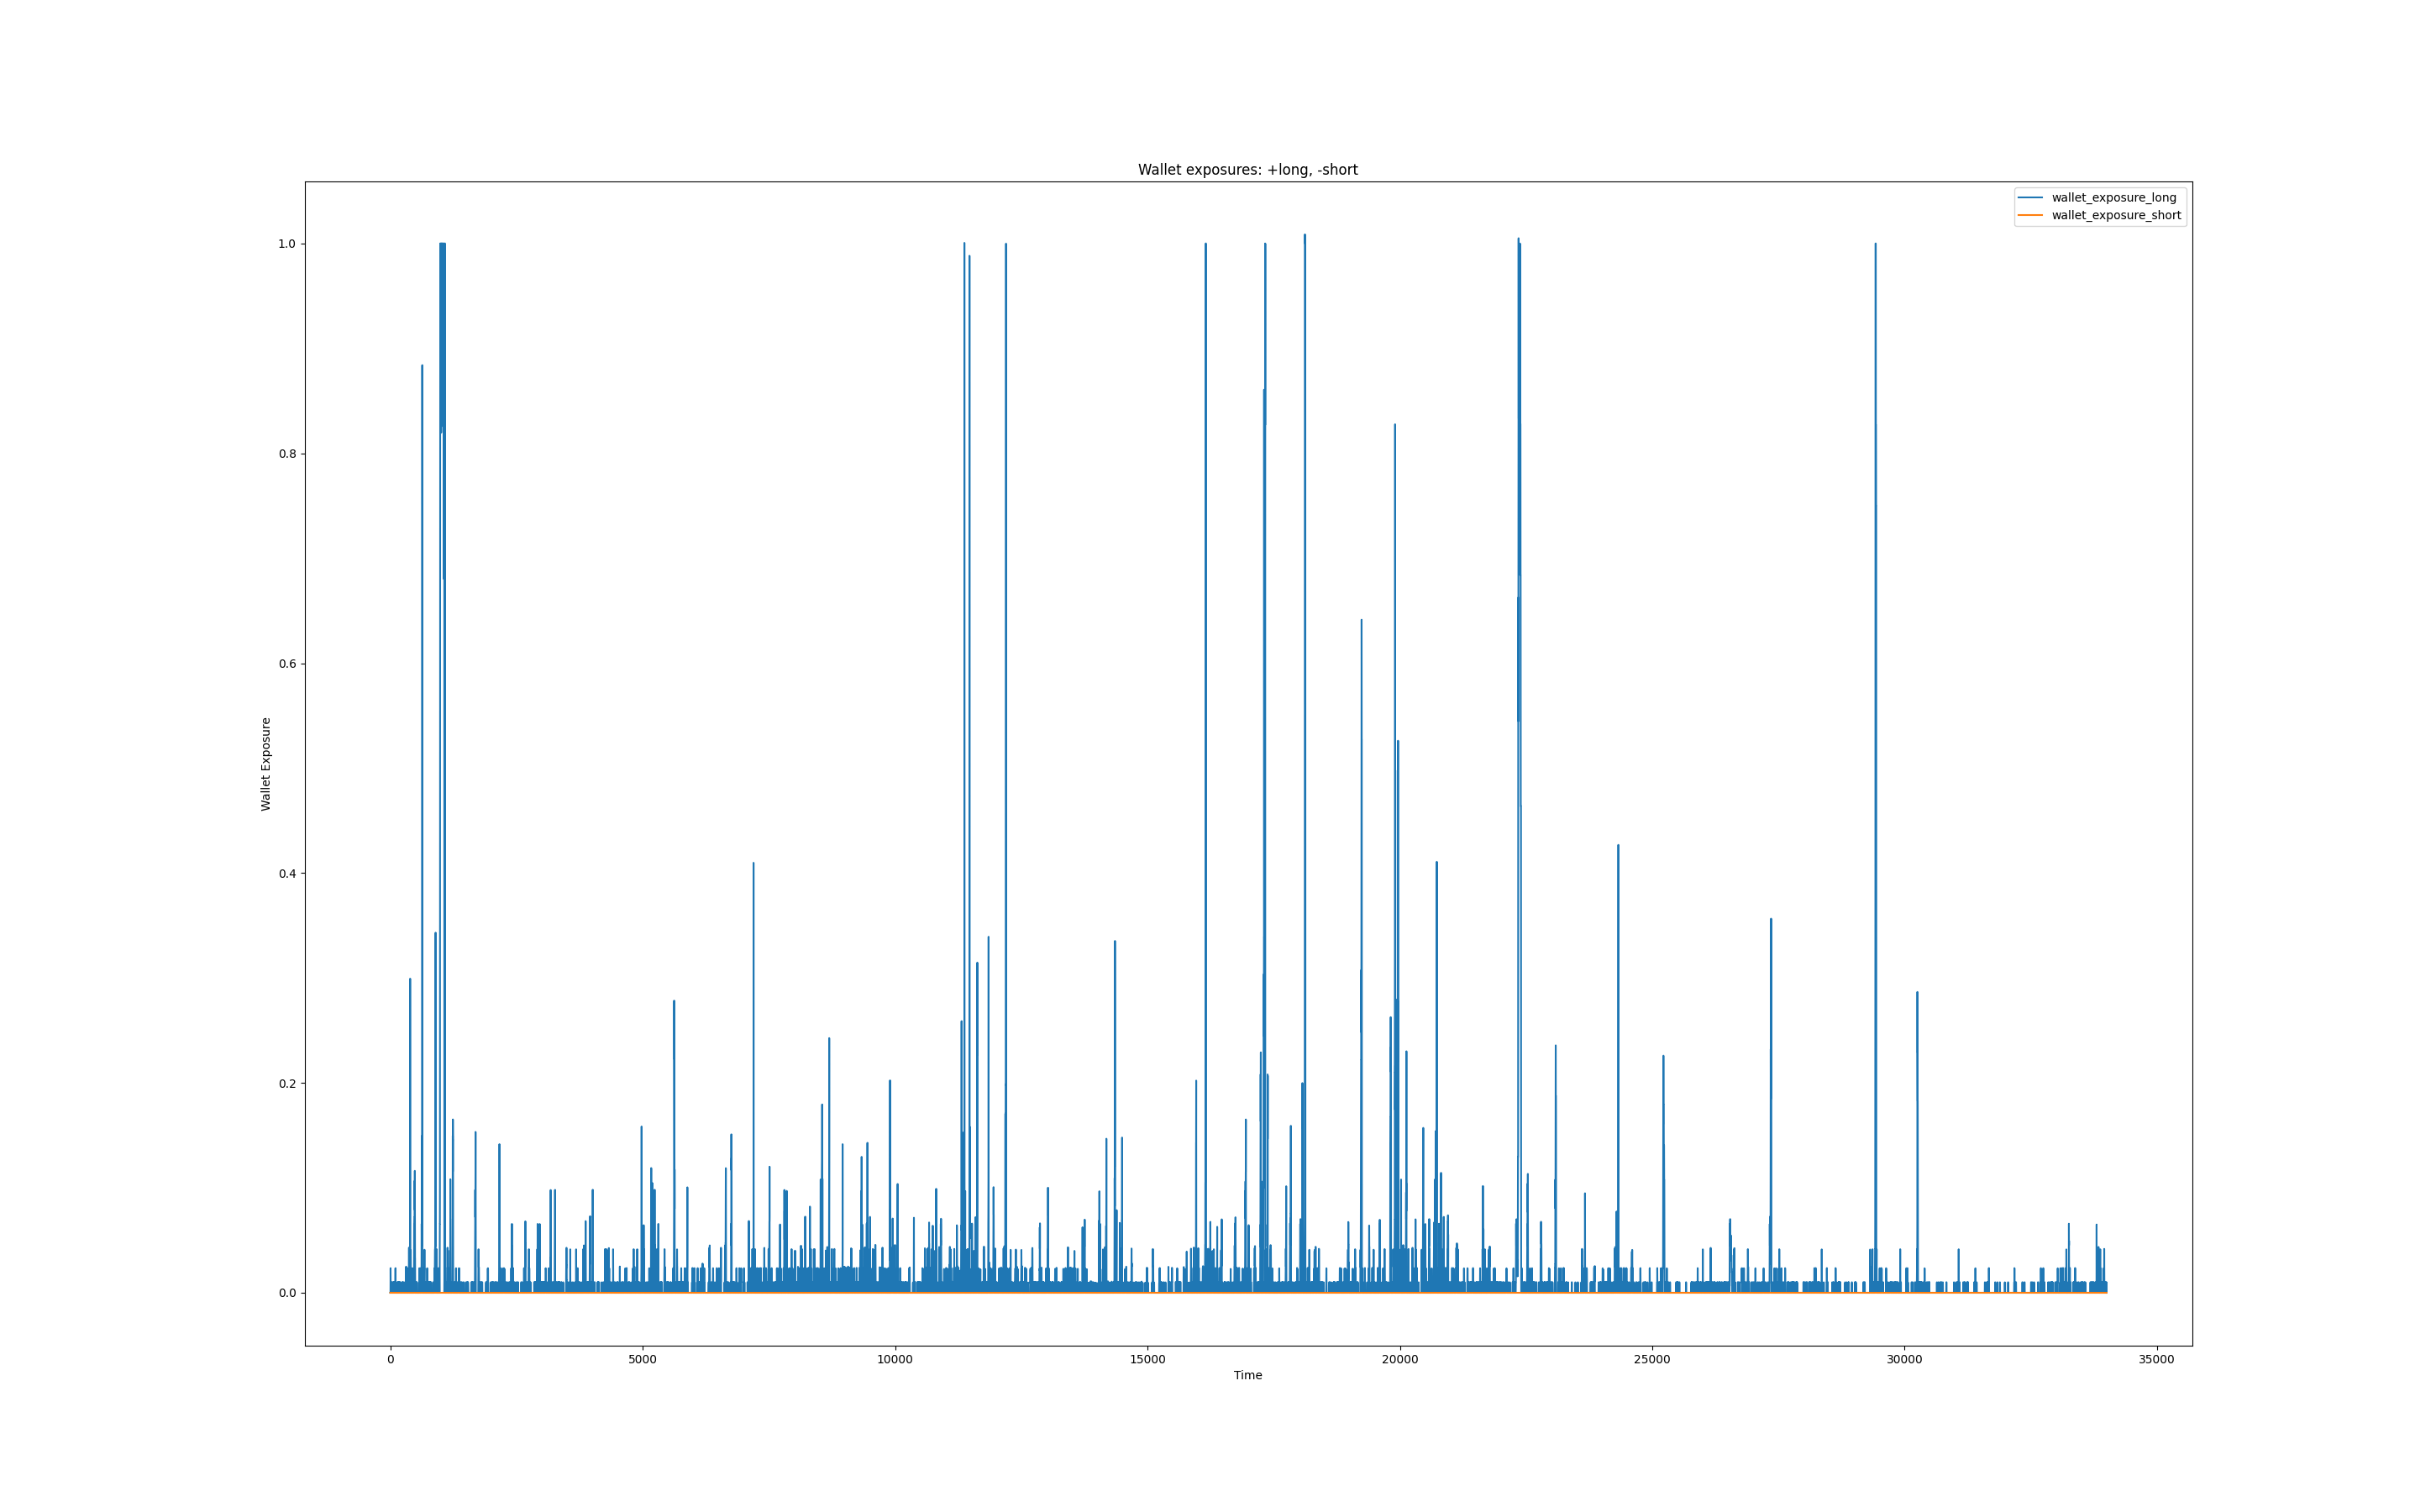 Wallet exposures: +long, -short
wallet_exposure_long
wallet_exposure_short
1.0
0.8
0.6
0.4
0.2
0.0
Wallet Exposure
0 5000 10000 15000 20000 25000 30000 35000
Time